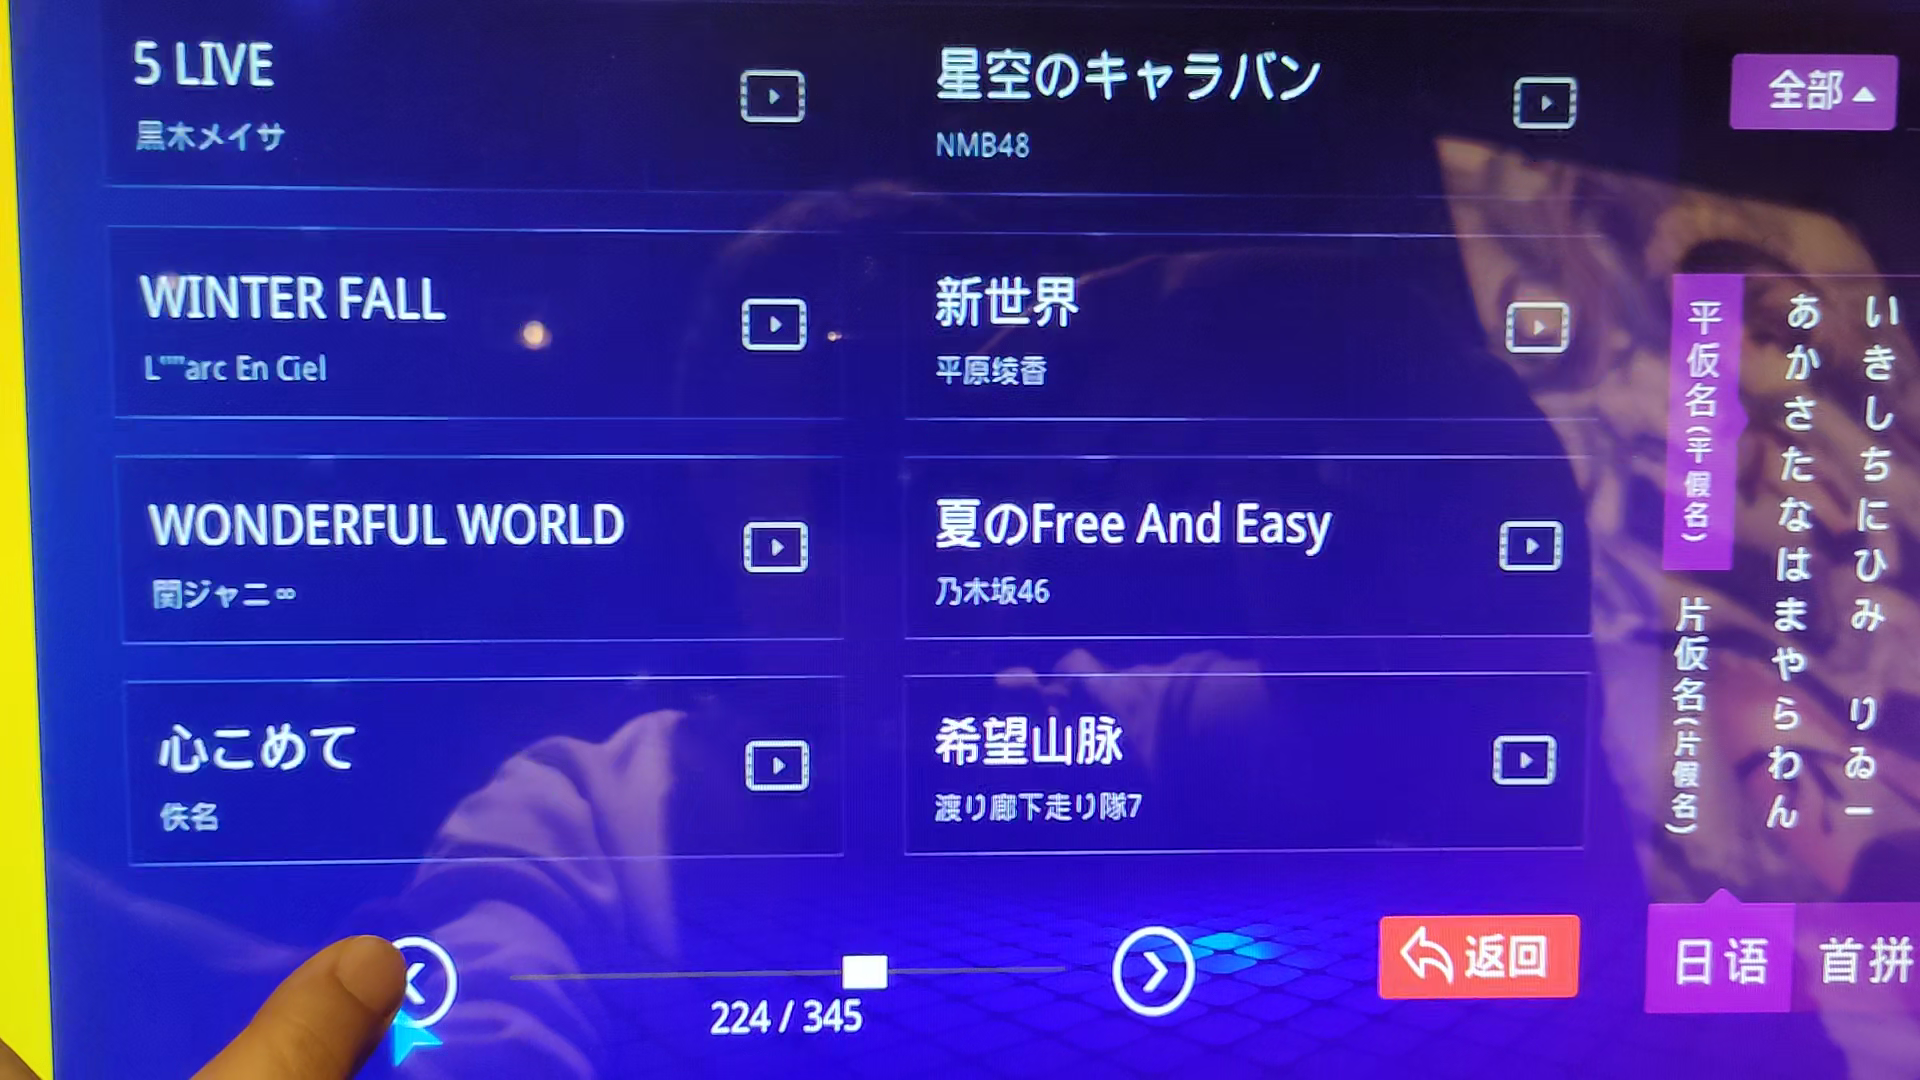 5 LIVE
黒木メイサ
星空のキャラバン
NMB48
全部
WINTER FALL
L""arc En Ciel
新世界
平原绫香
WONDERFUL WORLD
関ジャニ∞
夏のFree And Easy
乃木坂46
心こめて
佚名
希望山脉
渡り廊下走り隊7
平仮名(平假名)
片仮名(片假名)
あかさたなはまやらわん
いきしちにひみ りゐー
224 / 345
返回
日语
首拼